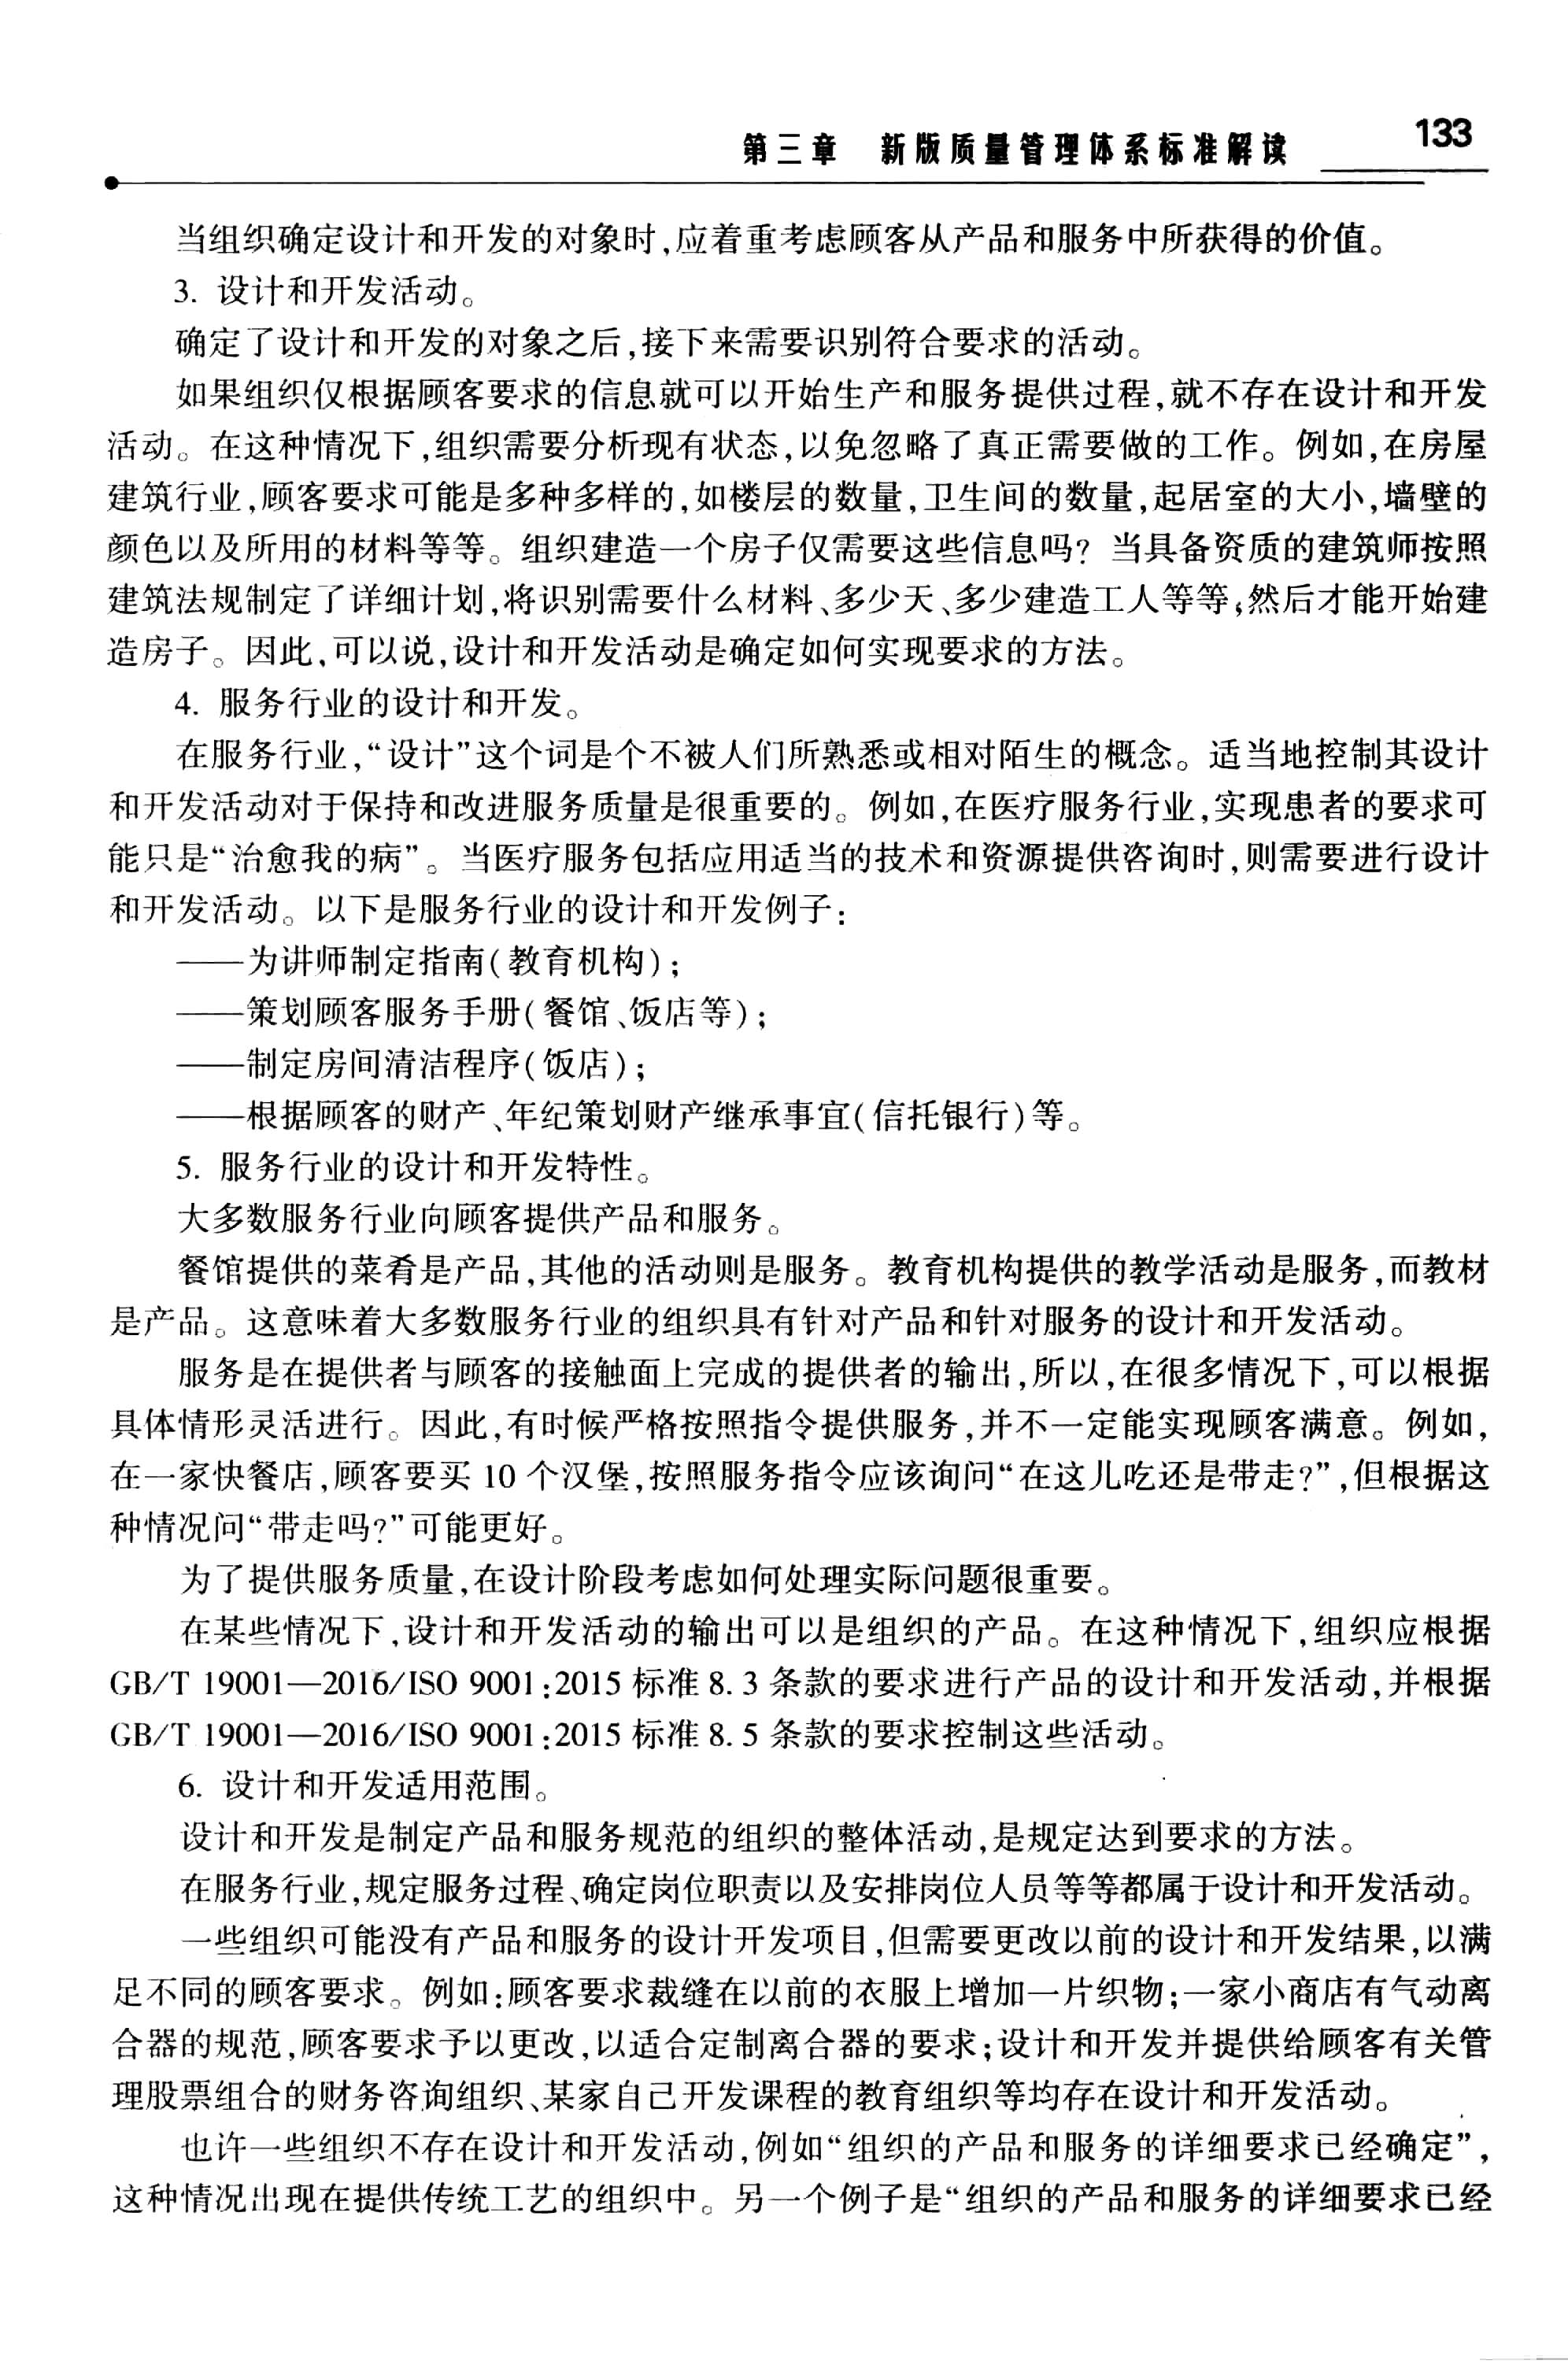 第三章 新版质量管理体系标准解读 133
当组织确定设计和开发的对象时,应着重考虑顾客从产品和服务中所获得的价值。
3. 设计和开发活动。
确定了设计和开发的对象之后,接下来需要识别符合要求的活动。
如果组织仅根据顾客要求的信息就可以开始生产和服务提供过程,就不存在设计和开发
活动。在这种情况下,组织需要分析现有状态,以免忽略了真正需要做的工作。例如,在房屋
建筑行业,顾客要求可能是多种多样的,如楼层的数量,卫生间的数量,起居室的大小,墙壁的
颜色以及所用的材料等等。组织建造一个房子仅需要这些信息吗？当具备资质的建筑师按照
建筑法规制定了详细计划,将识别需要什么材料、多少天、多少建造工人等等,然后才能开始建
造房子。因此,可以说,设计和开发活动是确定如何实现要求的方法。
4. 服务行业的设计和开发。
在服务行业,“设计”这个词是个不被人们所熟悉或相对陌生的概念。适当地控制其设计
和开发活动对于保持和改进服务质量是很重要的。例如,在医疗服务行业,实现患者的要求可
能只是“治愈我的病”。当医疗服务包括应用适当的技术和资源提供咨询时,则需要进行设计
和开发活动。以下是服务行业的设计和开发例子：
——为讲师制定指南(教育机构)；
——策划顾客服务手册(餐馆、饭店等)；
——制定房间清洁程序(饭店)；
——根据顾客的财产、年纪策划财产继承事宜(信托银行)等。
5. 服务行业的设计和开发特性。
大多数服务行业向顾客提供产品和服务。
餐馆提供的菜肴是产品,其他的活动则是服务。教育机构提供的教学活动是服务,而教材
是产品。这意味着大多数服务行业的组织具有针对产品和针对服务的设计和开发活动。
服务是在提供者与顾客的接触面上完成的提供者的输出,所以,在很多情况下,可以根据
具体情形灵活进行。因此,有时候严格按照指令提供服务,并不一定能实现顾客满意。例如,
在一家快餐店,顾客要买 10 个汉堡,按照服务指令应该询问“在这儿吃还是带走?”,但根据这
种情况问“带走吗?”可能更好。
为了提供服务质量,在设计阶段考虑如何处理实际问题很重要。
在某些情况下,设计和开发活动的输出可以是组织的产品。在这种情况下,组织应根据
GB/T 19001—2016/ISO 9001:2015 标准 8.3 条款的要求进行产品的设计和开发活动,并根据
GB/T 19001—2016/ISO 9001:2015 标准 8.5 条款的要求控制这些活动。
6. 设计和开发适用范围。
设计和开发是制定产品和服务规范的组织的整体活动,是规定达到要求的方法。
在服务行业,规定服务过程、确定岗位职责以及安排岗位人员等等都属于设计和开发活动。
一些组织可能没有产品和服务的设计开发项目,但需要更改以前的设计和开发结果,以满
足不同的顾客要求。例如:顾客要求裁缝在以前的衣服上增加一片织物;一家小商店有气动离
合器的规范,顾客要求予以更改,以适合定制离合器的要求;设计和开发并提供给顾客有关管
理股票组合的财务咨询组织、某家自己开发课程的教育组织等均存在设计和开发活动。
也许一些组织不存在设计和开发活动,例如“组织的产品和服务的详细要求已经确定”,
这种情况出现在提供传统工艺的组织中。另一个例子是“组织的产品和服务的详细要求已经